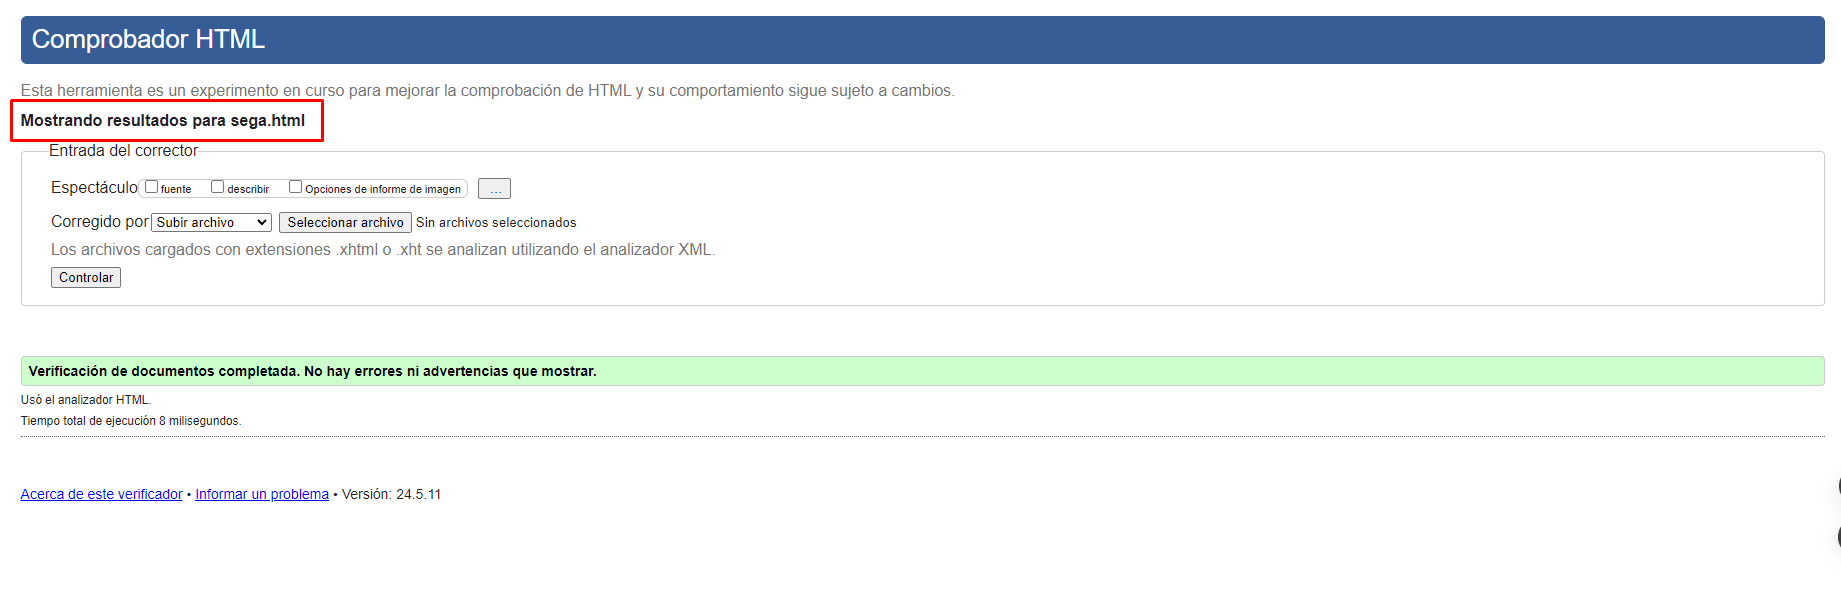 Comprobador HTML
Esta herramienta es un experimento en curso para mejorar la comprobación de HTML y su comportamiento sigue sujeto a cambios.
Mostrando resultados para sega.html
Entrada del corrector
Espectáculo fuente describir Opciones de informe de imagen ...
Corregido por Subir archivo Seleccionar archivo Sin archivos seleccionados
Los archivos cargados con extensiones .xhtml o .xht se analizan utilizando el analizador XML.
Controlar
Verificación de documentos completada. No hay errores ni advertencias que mostrar.
Usó el analizador HTML.
Tiempo total de ejecución 8 milisegundos.
Acerca de este verificador • Informar un problema • Versión: 24.5.11